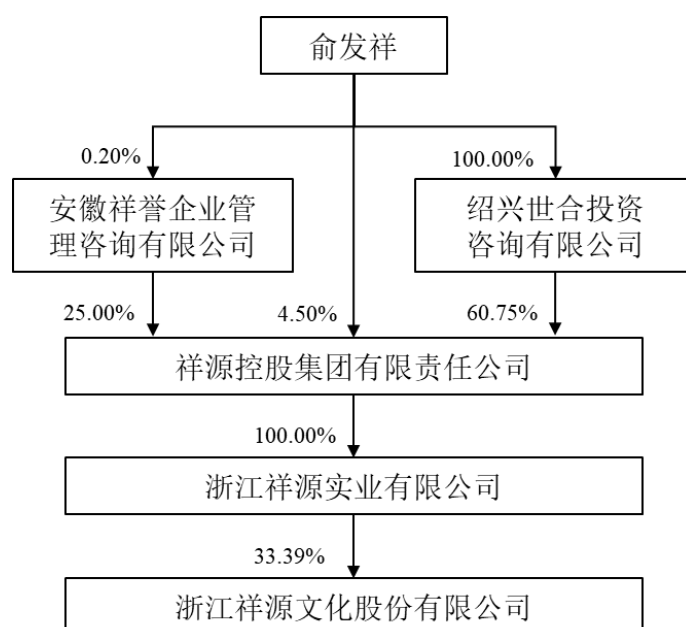 俞发祥
0.20%
100.00%
安徽祥誉企业管
理咨询有限公司
绍兴世合投资
咨询有限公司
25.00%
4.50%
60.75%
祥源控股集团有限责任公司
100.00%
浙江祥源实业有限公司
33.39%
浙江祥源文化股份有限公司